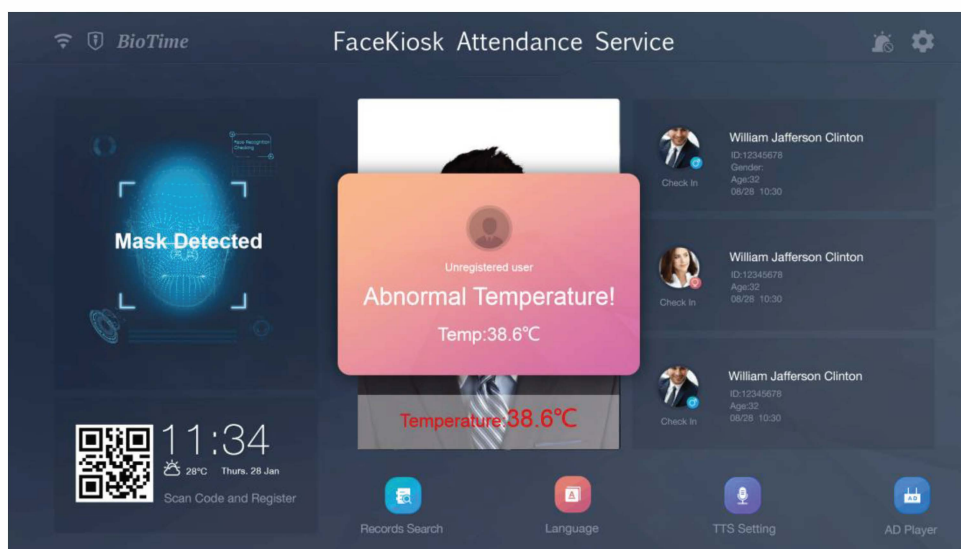 BioTime
FaceKiosk Attendance Service
Face Recognition
Checking
Mask Detected
Unregistered user
Abnormal Temperature!
Temp:38.6℃
Temperature:38.6℃
William Jafferson Clinton
ID:12345678
Gender:
Age:32
08/28 10:30
Check In
William Jafferson Clinton
ID:12345678
Age:32
08/28 10:30
Check In
William Jafferson Clinton
ID:12345678
Age:32
08/28 10:30
Check In
11:34
28°C Thurs. 28 Jan
Scan Code and Register
Records Search
Language
TTS Setting
AD Player